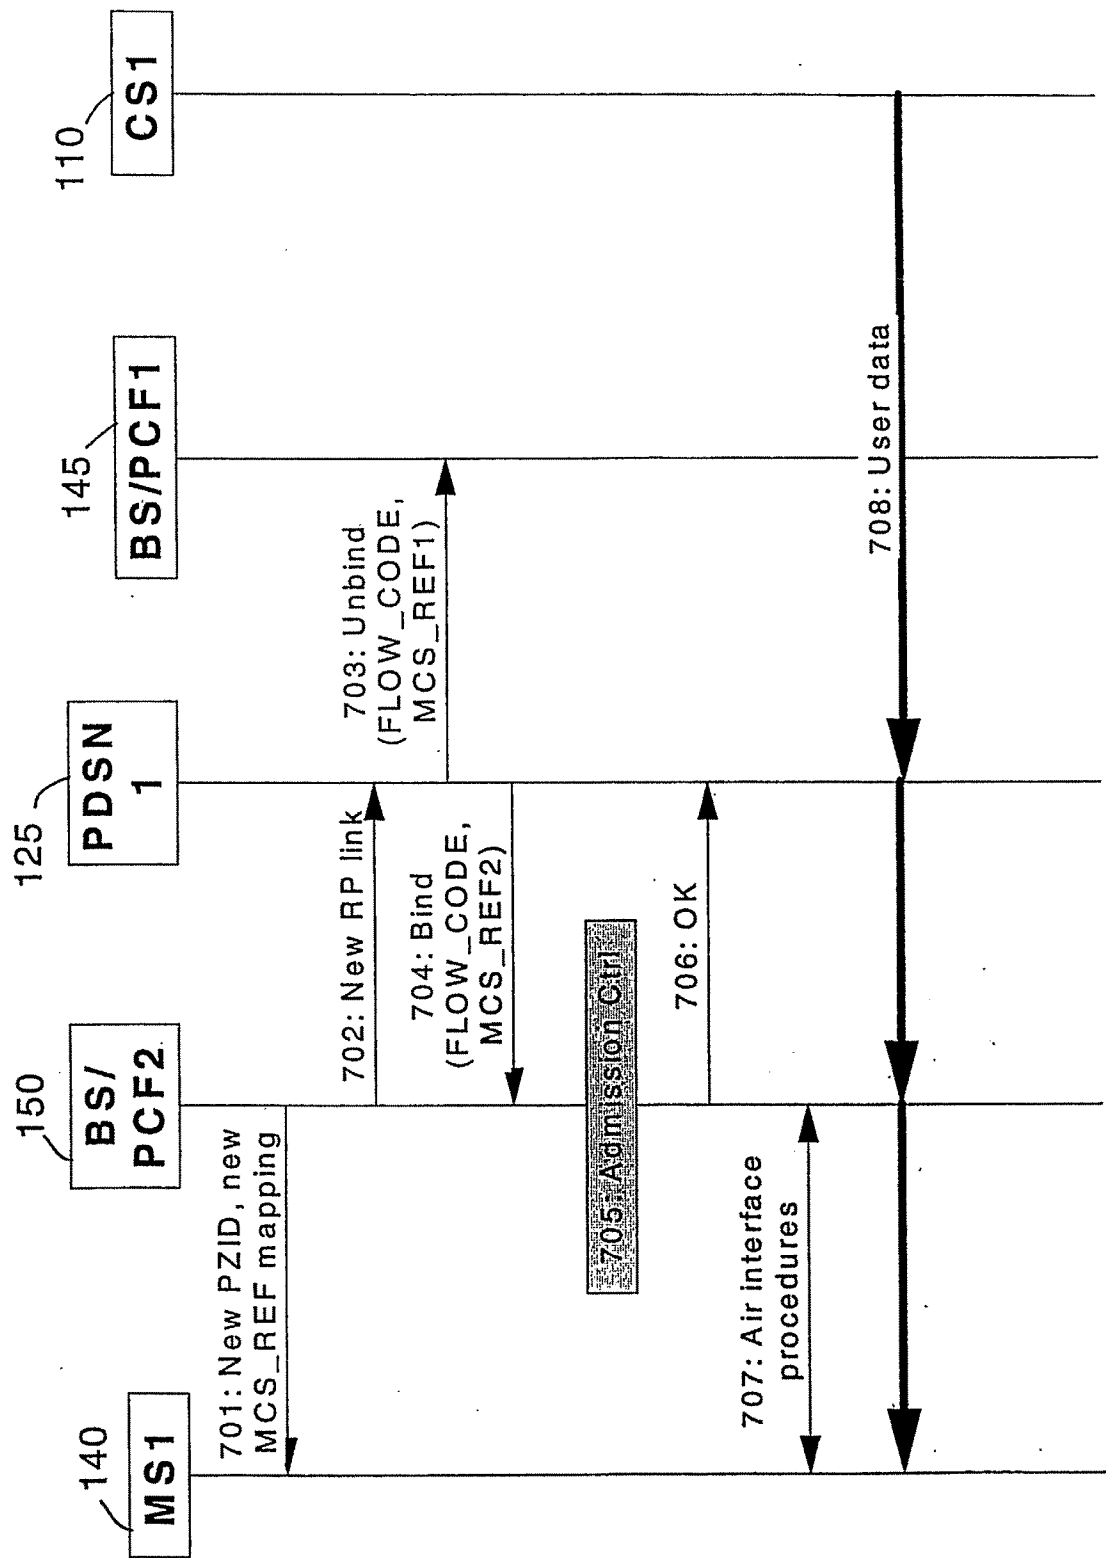 140
MS1
150
BS/
PCF2
125
PDSN
1
145
BS/PCF1
110
CS1
701: New PZID, new
MCS_REF mapping
702: New RP link
703: Unbind
(FLOW_CODE,
MCS_REF1)
704: Bind
(FLOW_CODE,
MCS_REF2)
705: Admission Ctrl
706: OK
707: Air interface
procedures
708: User data